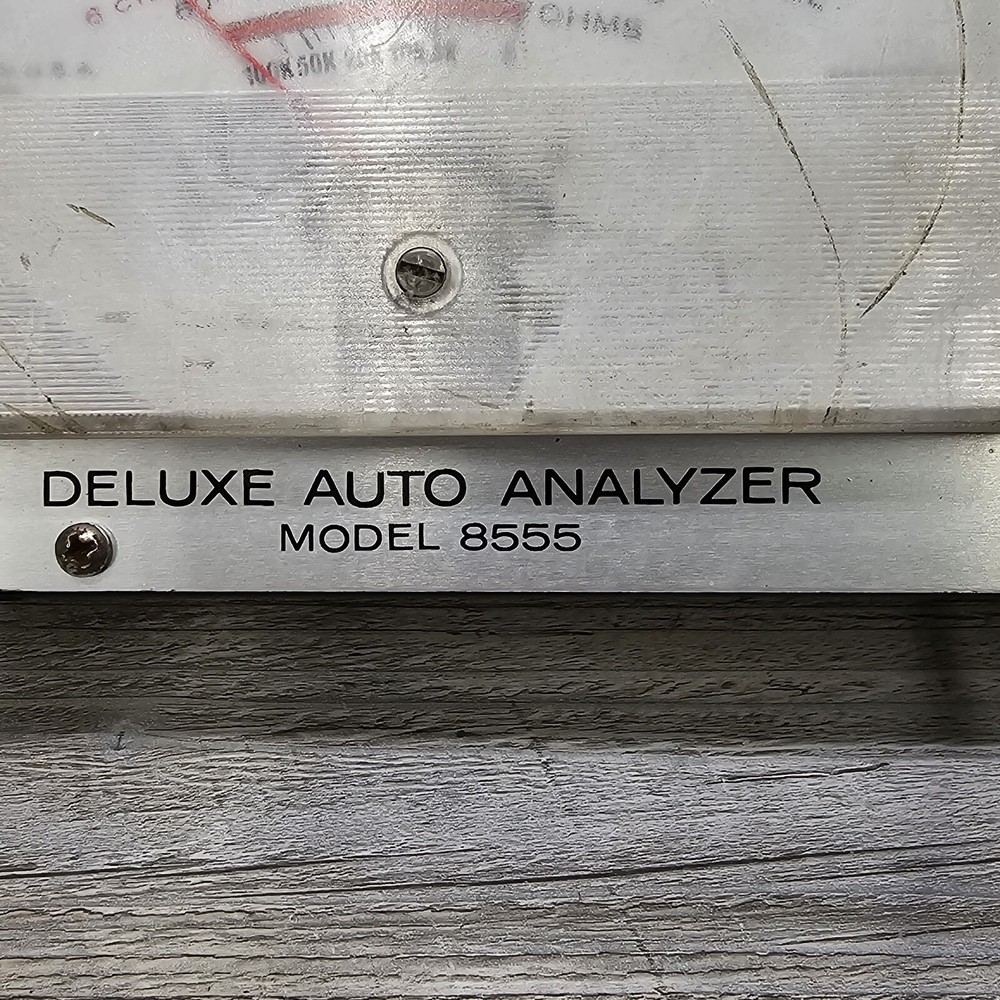 OHMS
DELUXE AUTO ANALYZER
MODEL 8555